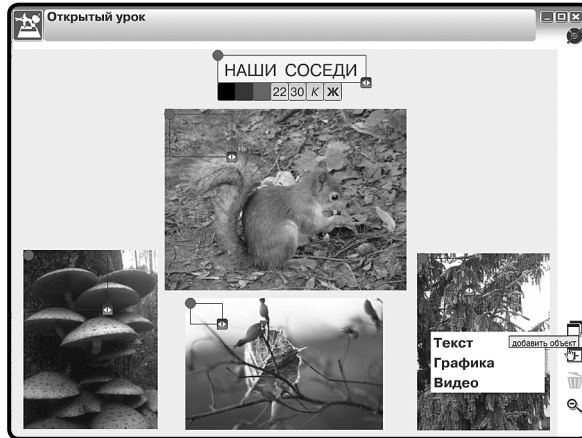 Открытый урок
НАШИ СОСЕДИ
22 30 К Ж
Текст
добавить объект
Графика
Видео